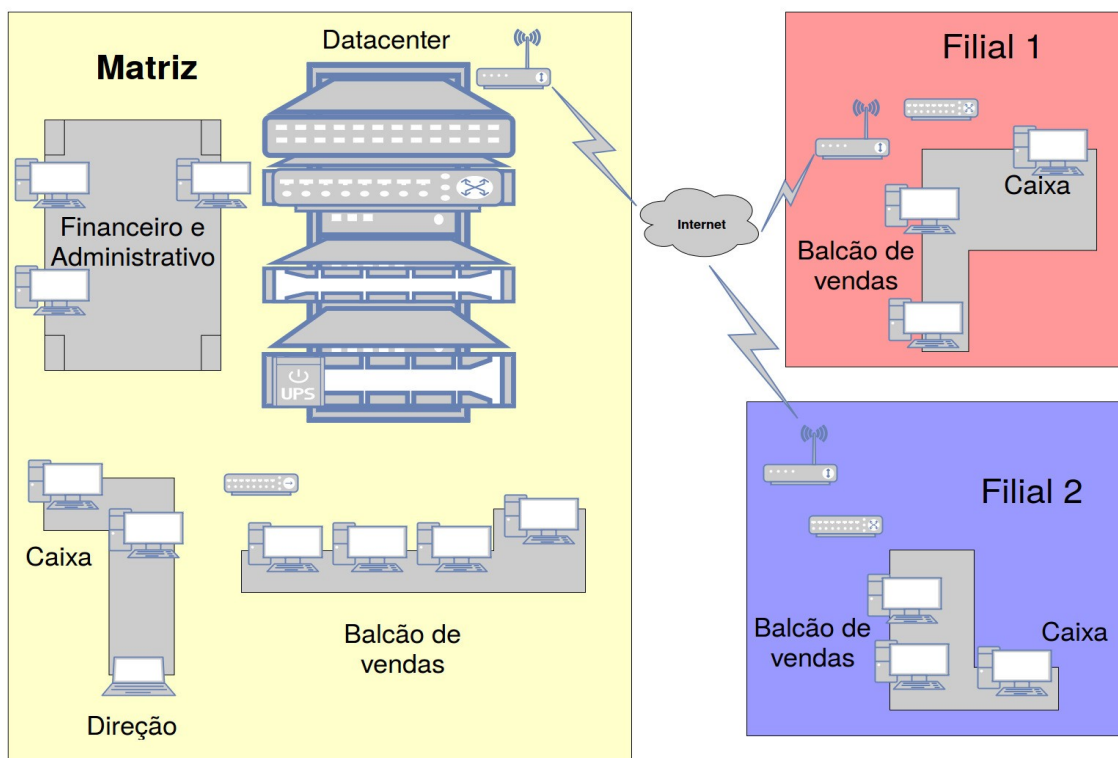 Matriz
Datacenter
Financeiro e
Administrativo
UPS
Caixa
Direção
Balcão de
vendas
Internet
Filial 1
Caixa
Balcão de
vendas
Filial 2
Balcão de
vendas
Caixa